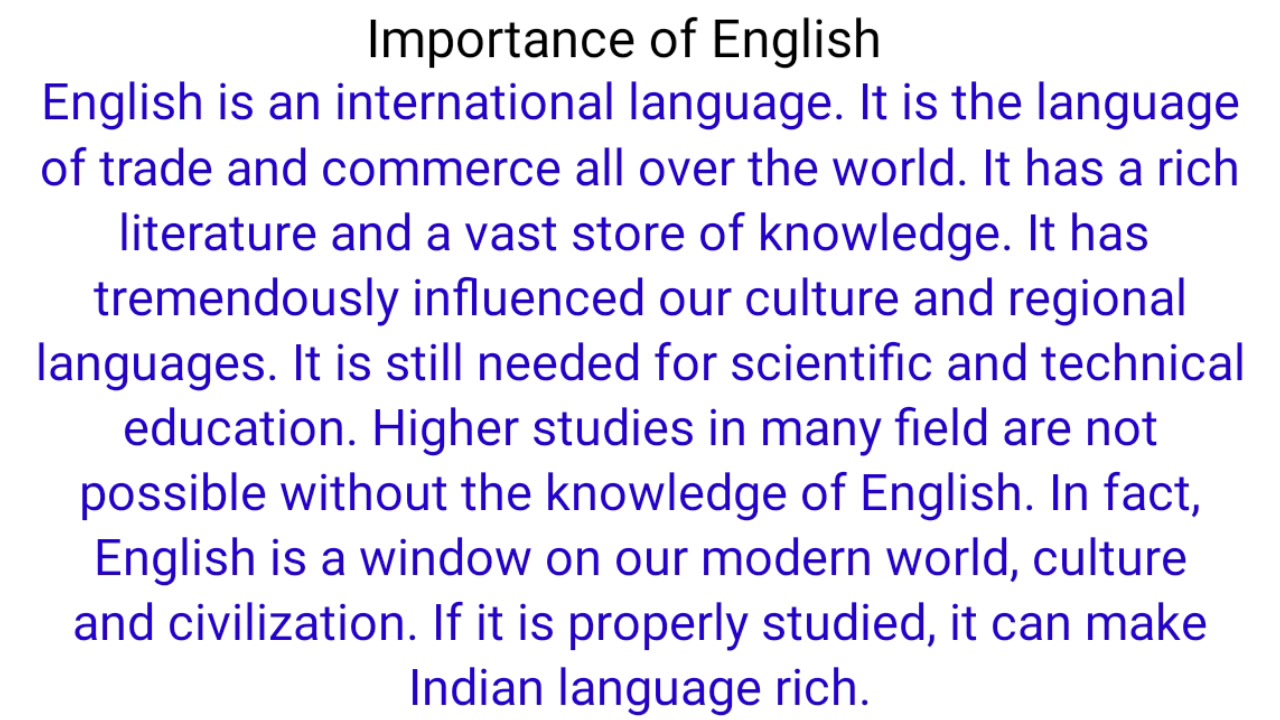 Importance of English
English is an international language. It is the language
of trade and commerce all over the world. It has a rich
literature and a vast store of knowledge. It has
tremendously influenced our culture and regional
languages. It is still needed for scientific and technical
education. Higher studies in many field are not
possible without the knowledge of English. In fact,
English is a window on our modern world, culture
and civilization. If it is properly studied, it can make
Indian language rich.